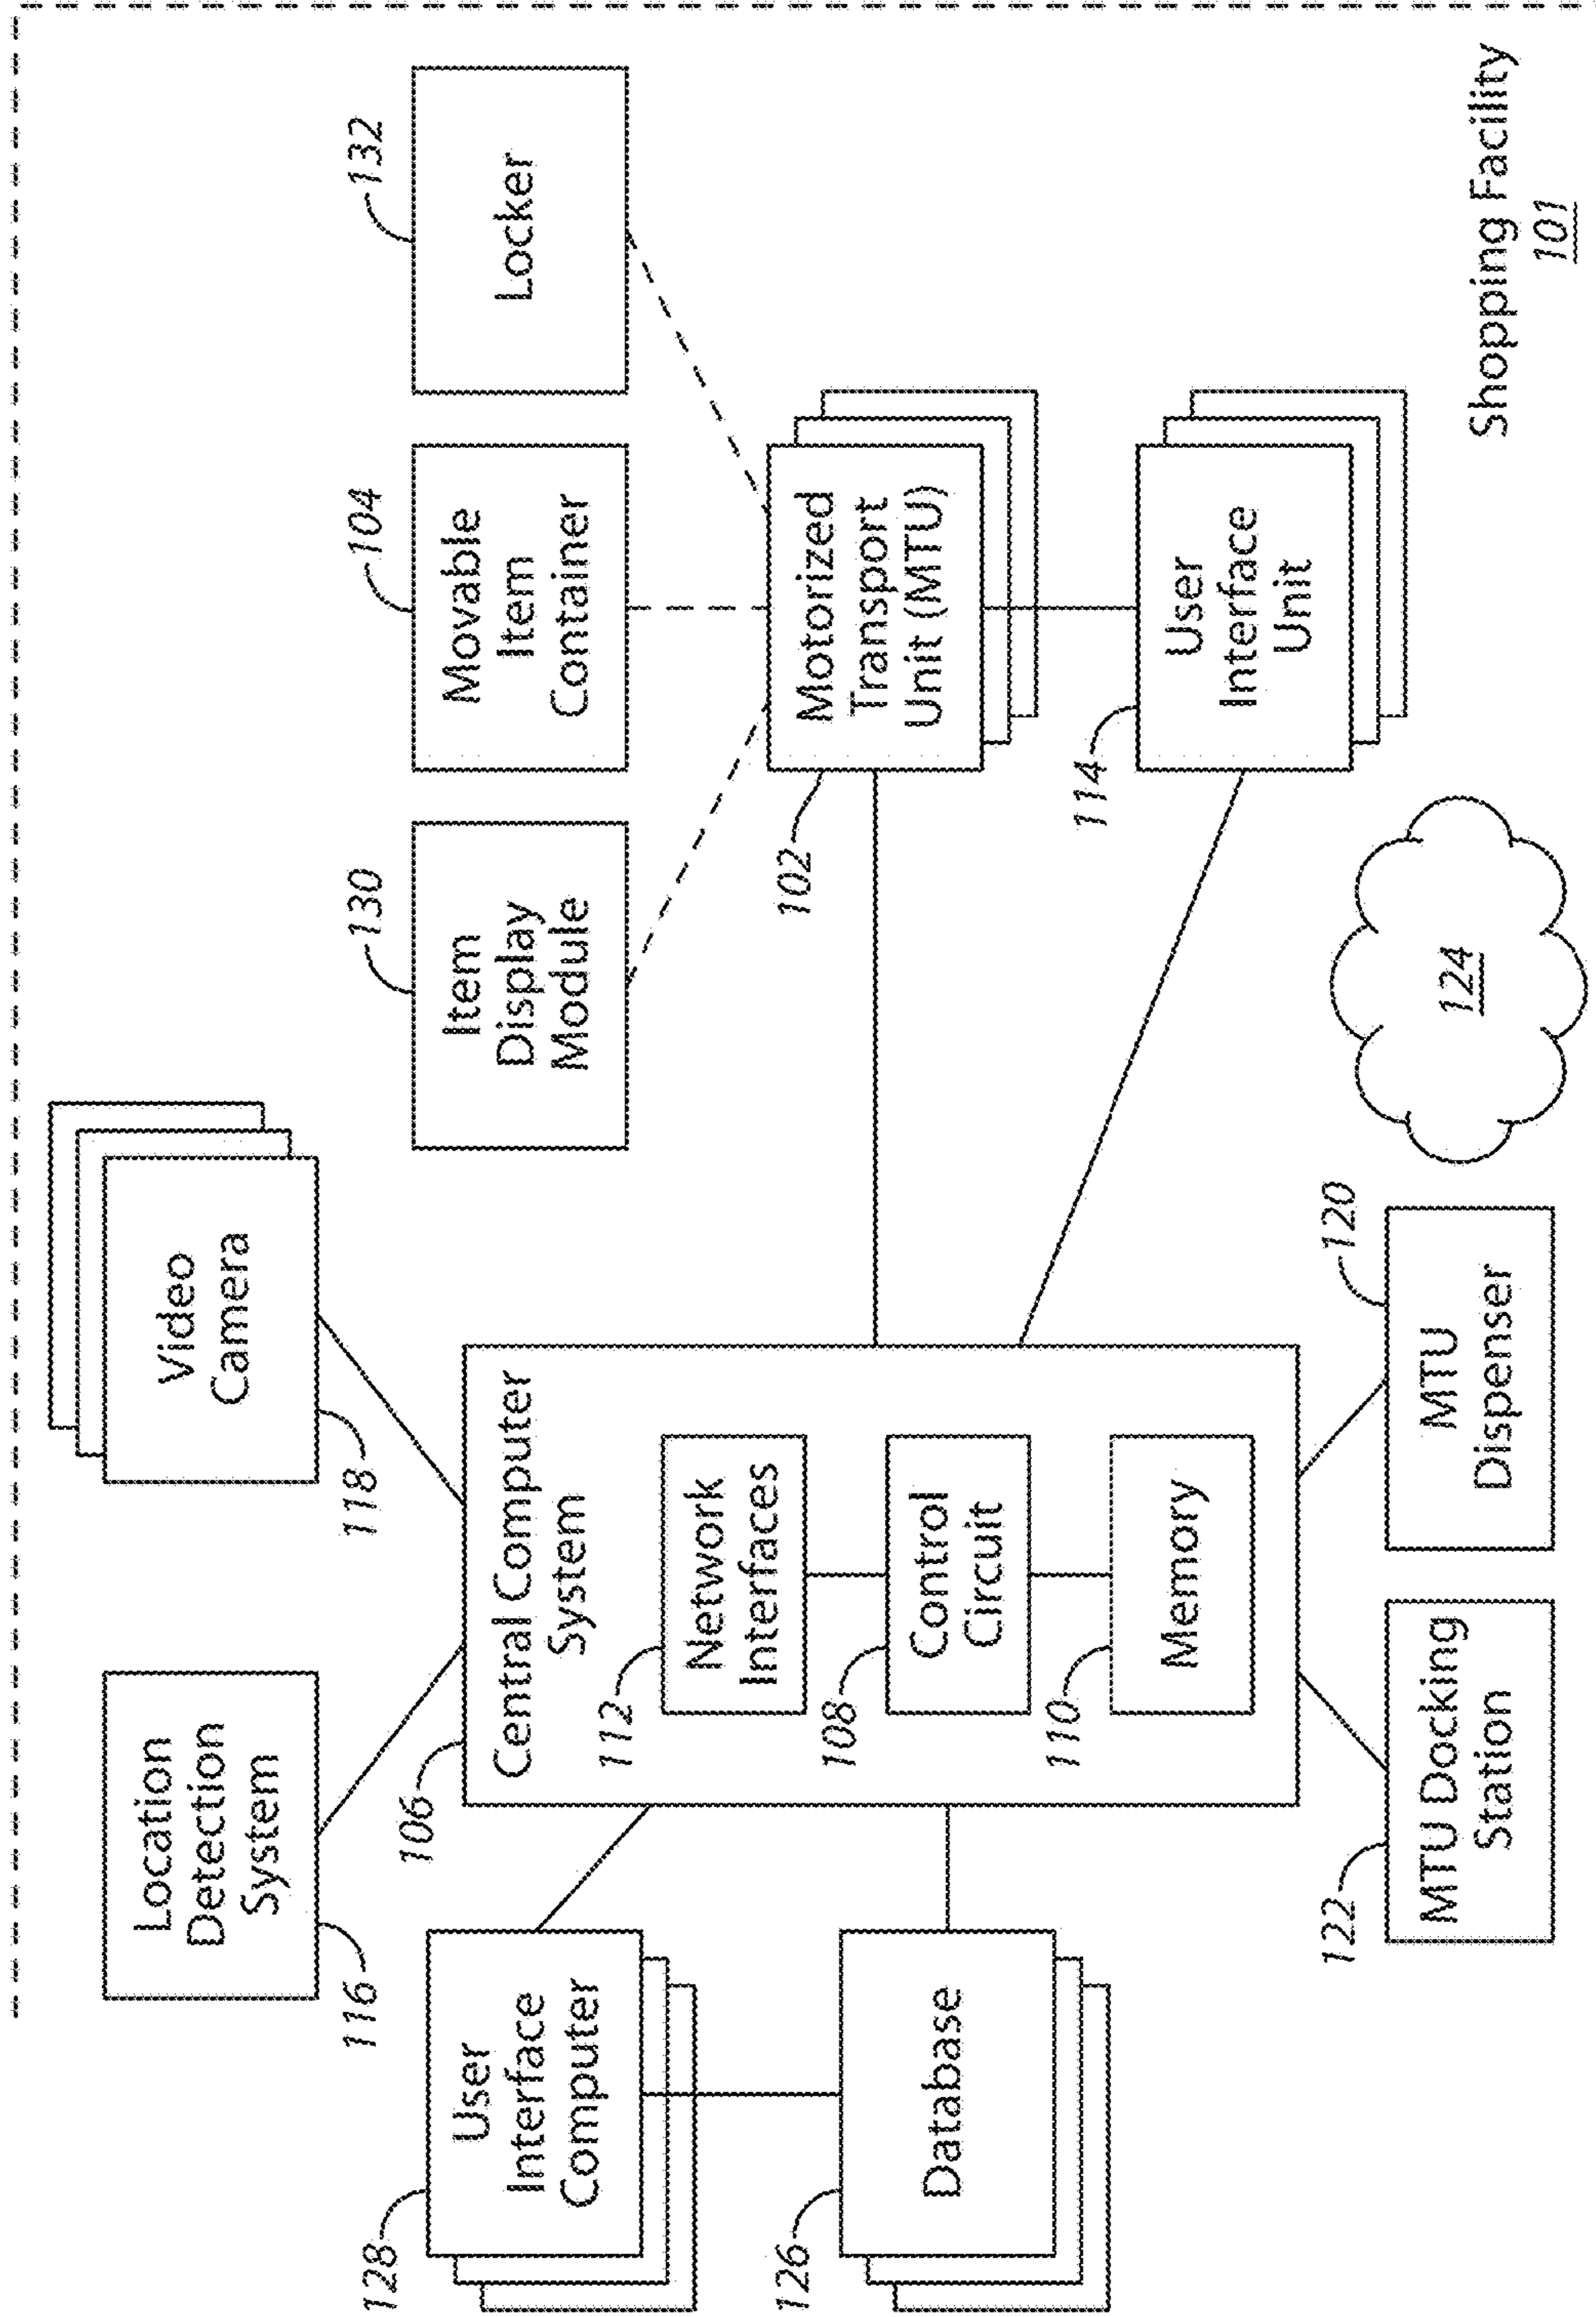 128
User
Interface
Computer
126
Database
116
Location
Detection
System
118
Video
Camera
106
Central Computer
System
112
Network
Interfaces
108
Control
Circuit
110
Memory
122
MTU Docking
Station
120
MTU
Dispenser
130
Item
Display
Module
104
Movable
Item
Container
132
Locker
102
Motorized
Transport
Unit (MTU)
114
User
Interface
Unit
124
Shopping Facility
101